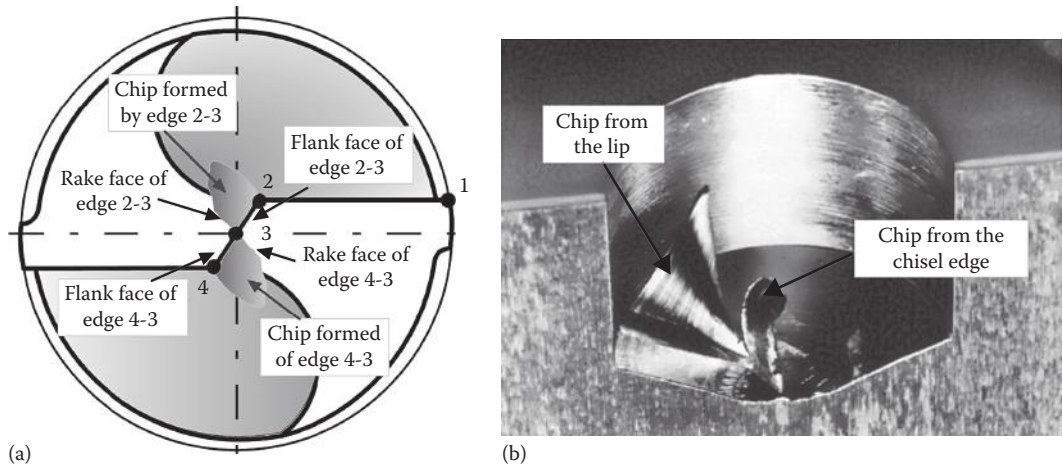 Chip formed
by edge 2-3
Flank face of
edge 2-3
Rake face of
edge 2-3
2
1
3
Rake face of
edge 4-3
4
Flank face of
edge 4-3
Chip formed
of edge 4-3
(a)
Chip from
the lip
Chip from the
chisel edge
(b)